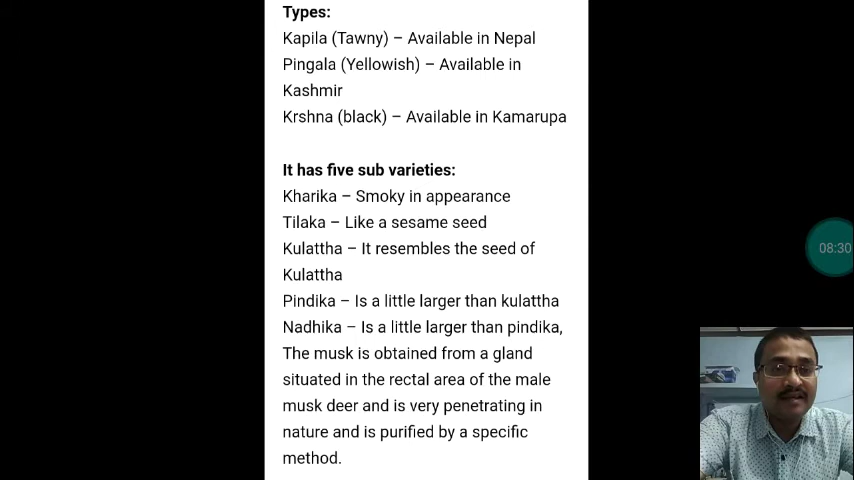 Types:
Kapila (Tawny) – Available in Nepal
Pingala (Yellowish) – Available in
Kashmir
Krshna (black) – Available in Kamarupa
It has five sub varieties:
Kharika – Smoky in appearance
Tilaka – Like a sesame seed
Kulattha – It resembles the seed of
Kulattha
Pindika – Is a little larger than kulattha
Nadhika – Is a little larger than pindika,
The musk is obtained from a gland
situated in the rectal area of the male
musk deer and is very penetrating in
nature and is purified by a specific
method.
08:30